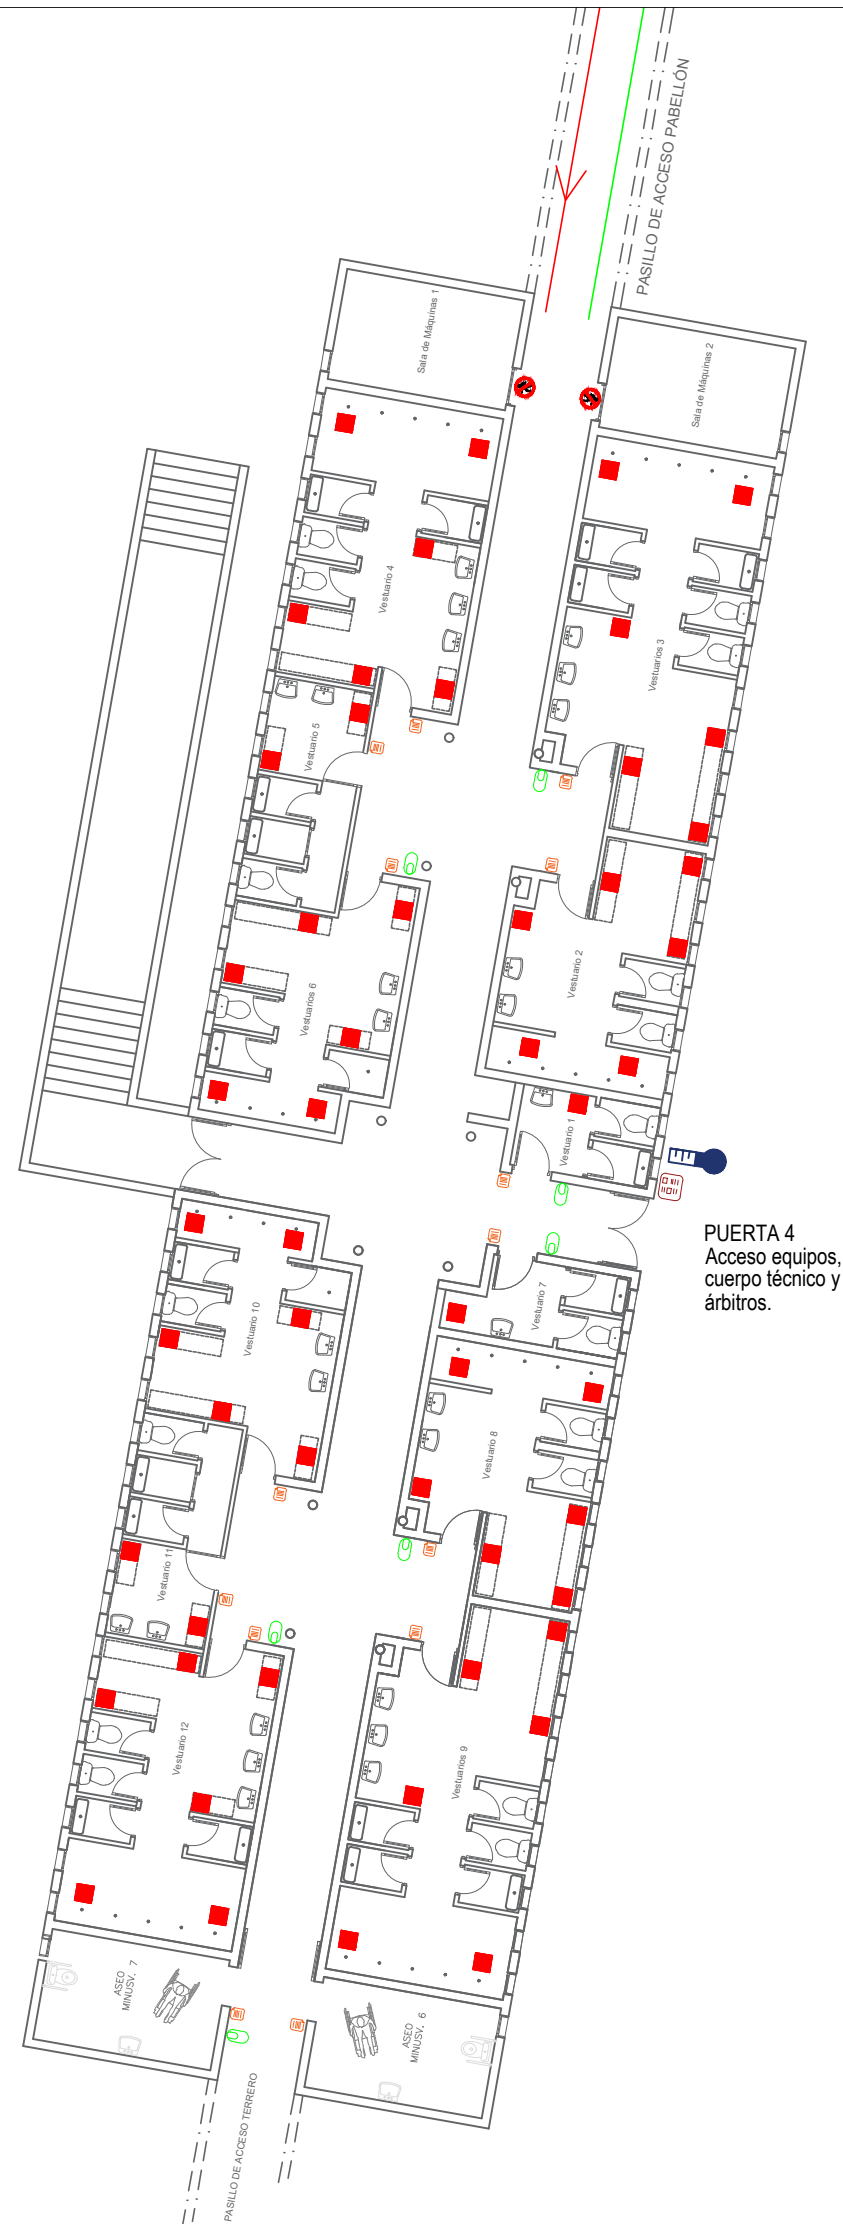 PASILLO DE ACCESO PABELLÓN
Sala de Máquinas 1
Sala de Máquinas 2
Vestuario 4
Vestuarios 3
Vestuario 5
Vestuario 2
Vestuarios 6
Vestuario 1
PUERTA 4
Acceso equipos,
cuerpo técnico y
árbitros.
Vestuario 7
Vestuario 10
Vestuario 8
Vestuario 11
Vestuario 12
Vestuarios 9
ASEO
MINUSV. 7
ASEO
MINUSV. 6
PASILLO DE ACCESO TERRERO